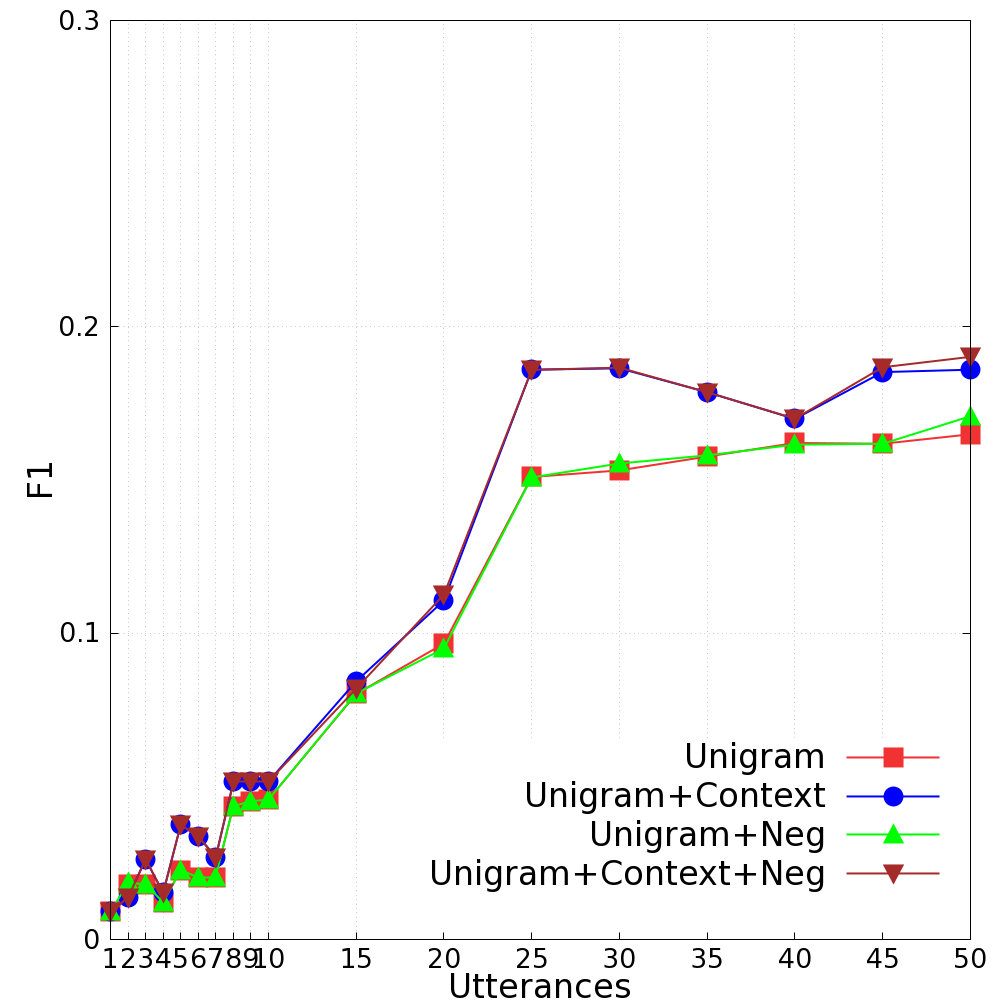 0.3
0.2
0.1
0
F1
1 2 3 4 5 6 7 8 9 10 15 20 25 30 35 40 45 50
Utterances
Unigram
Unigram+Context
Unigram+Neg
Unigram+Context+Neg